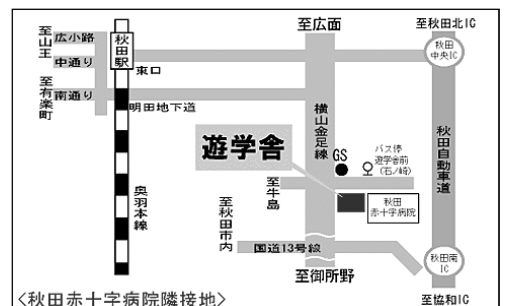 至広面
至秋田北IC
至山王
広小路
秋田駅
秋田
中央IC
中通り
東口
至有楽町
南通り
明田地下道
横山金足線
秋田自動車道
遊学舎
GS
バス停
遊学舎前
(石ノ崎)
至牛島
奥羽本線
至秋田市内
秋田
赤十字病院
国道13号線
秋田南
IC
至御所野
〈秋田赤十字病院隣接地〉
至協和IC